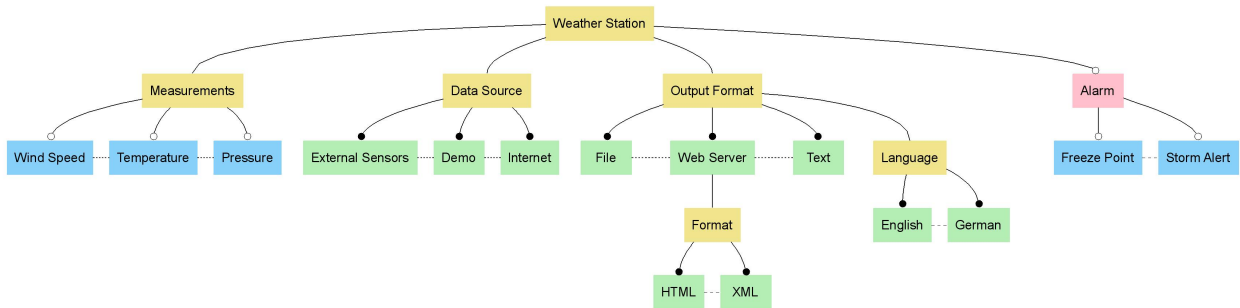 Weather Station
Measurements
Data Source
Output Format
Alarm
Wind Speed
Temperature
Pressure
External Sensors
Demo
Internet
File
Web Server
Text
Language
Freeze Point
Storm Alert
Format
English
German
HTML
XML